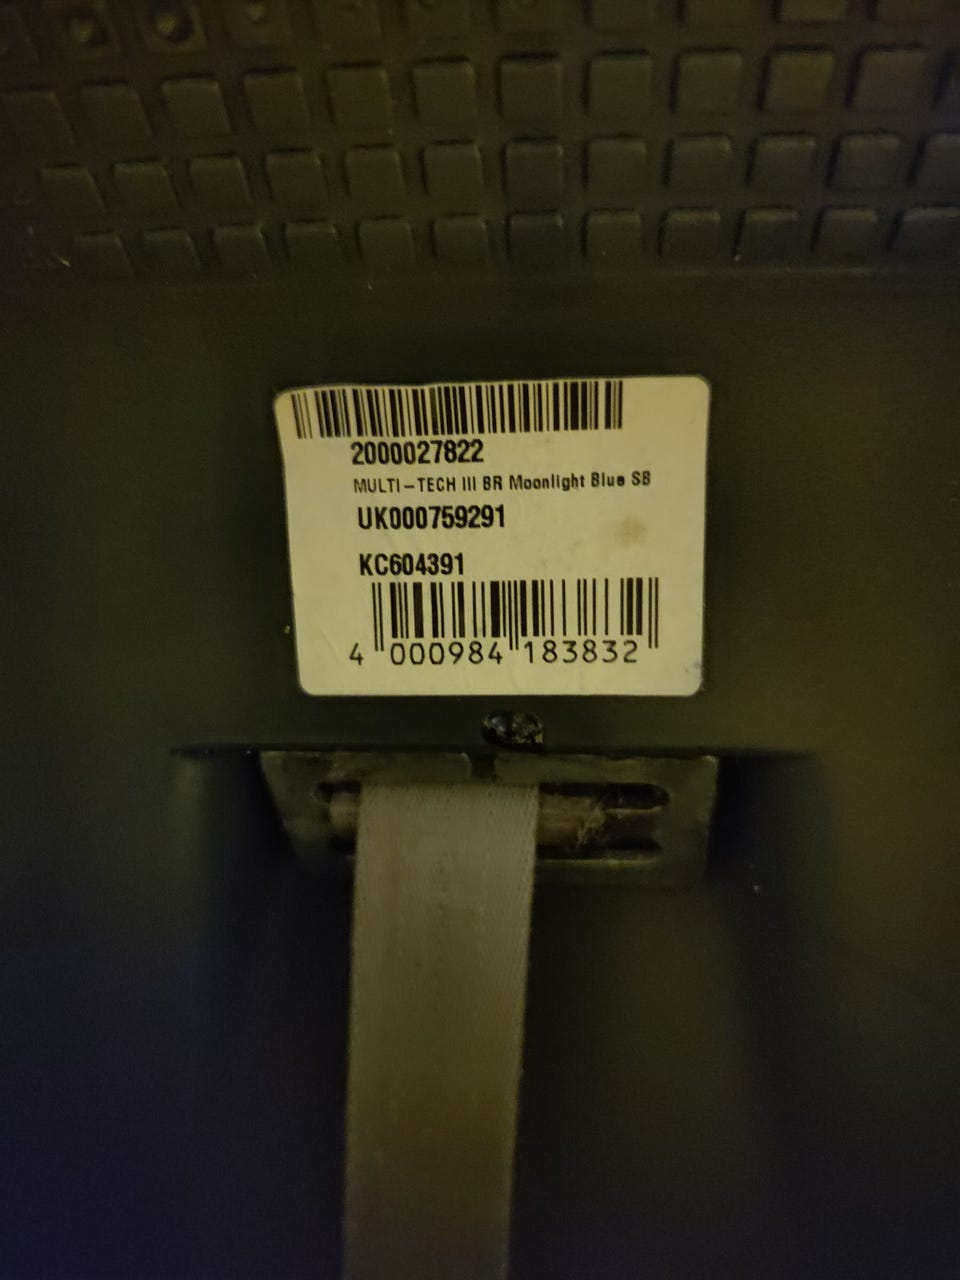 2000027822
MULTI-TECH III BR Moonlight Blue SB
UK000759291
KC604391
4 000984 183832